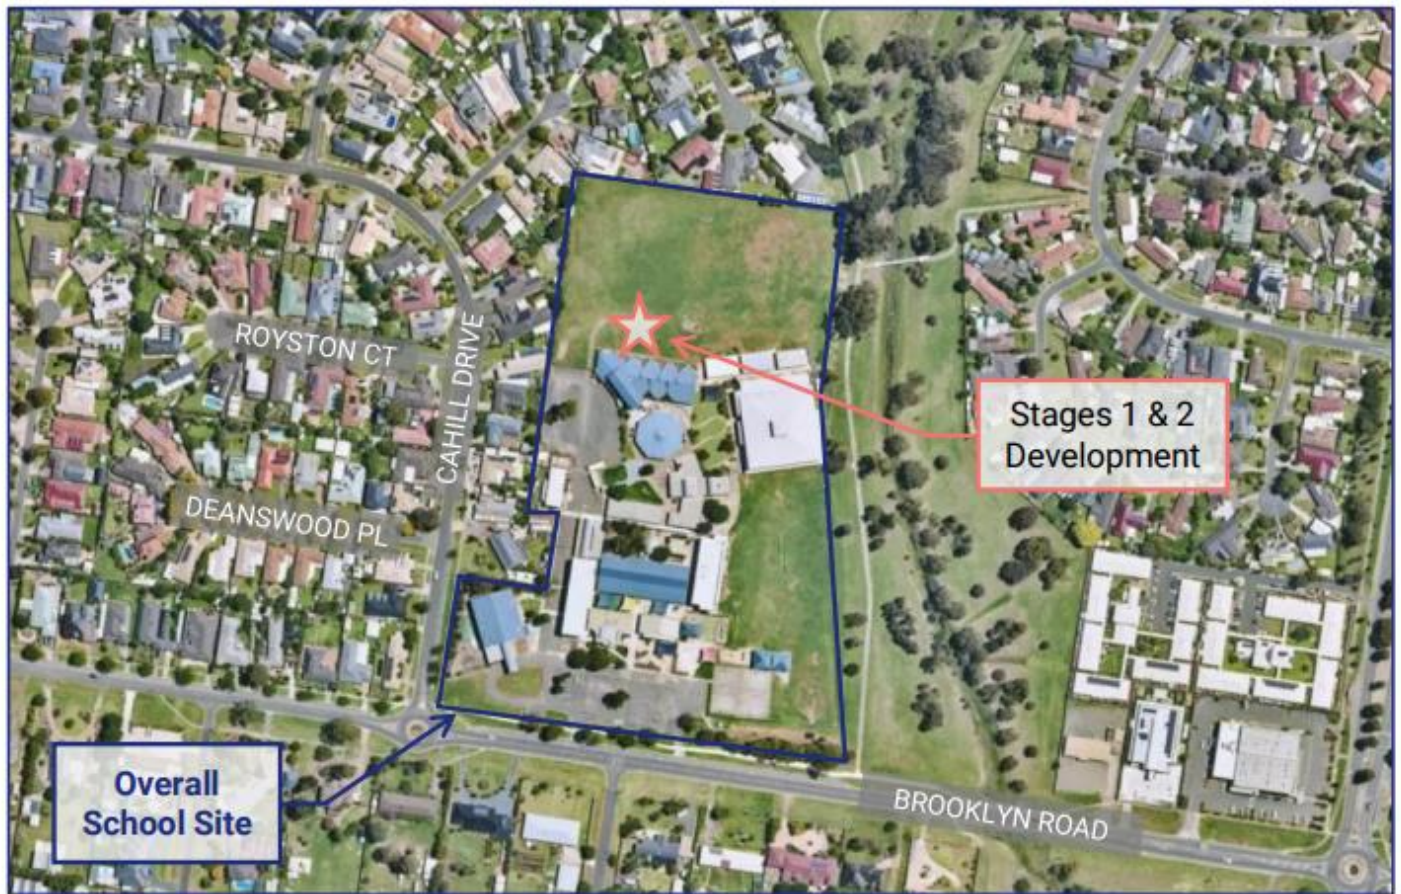 ROYSTON CT
CAHILL DRIVE
Stages 1 & 2
Development
DEANSWOOD PL
Overall
School Site
BROOKLYN ROAD